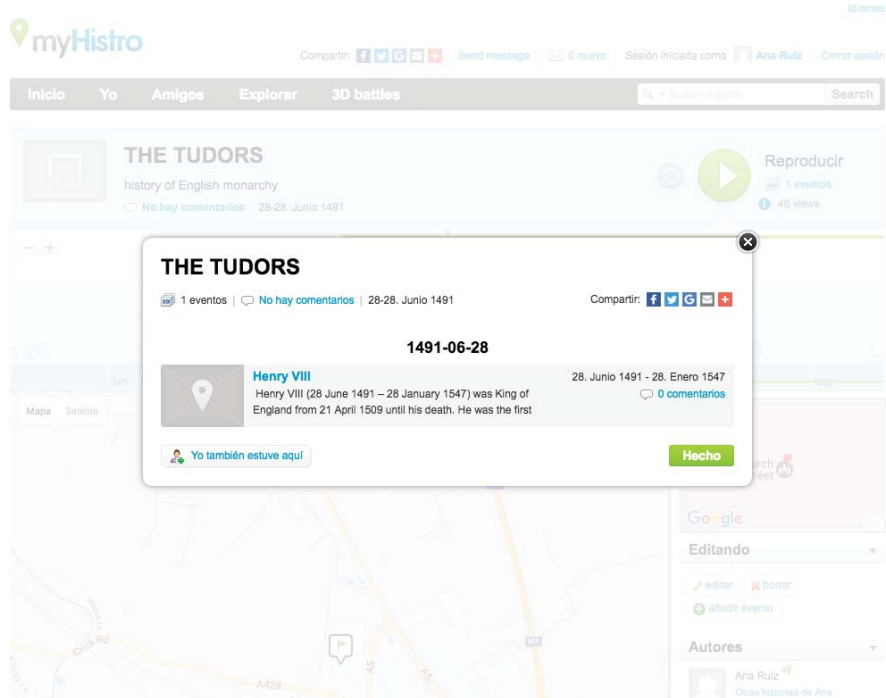 Idiomas
myHistro
Compartir: Send message 0 nuevo Sesión iniciada como Ana Ruiz Cerrar sesión
Inicio Yo Amigos Explorar 3D battles Search
THE TUDORS
history of English monarchy
No hay comentarios 28-28. Junio 1491
Reproducir
1 eventos
46 views
THE TUDORS
1 eventos | No hay comentarios | 28-28. Junio 1491 Compartir:
1491-06-28
Henry VIII 28. Junio 1491 - 28. Enero 1547
Henry VIII (28 June 1491 – 28 January 1547) was King of 0 comentarios
England from 21 April 1509 until his death. He was the first
Yo también estuve aquí Hecho
Jun
Aug
Mapa Satélite
Google
Editando
editar borrar
añadir evento
Autores
Ana Ruiz
Otras historias de Ana
Crick Rd
A428
A5
A5